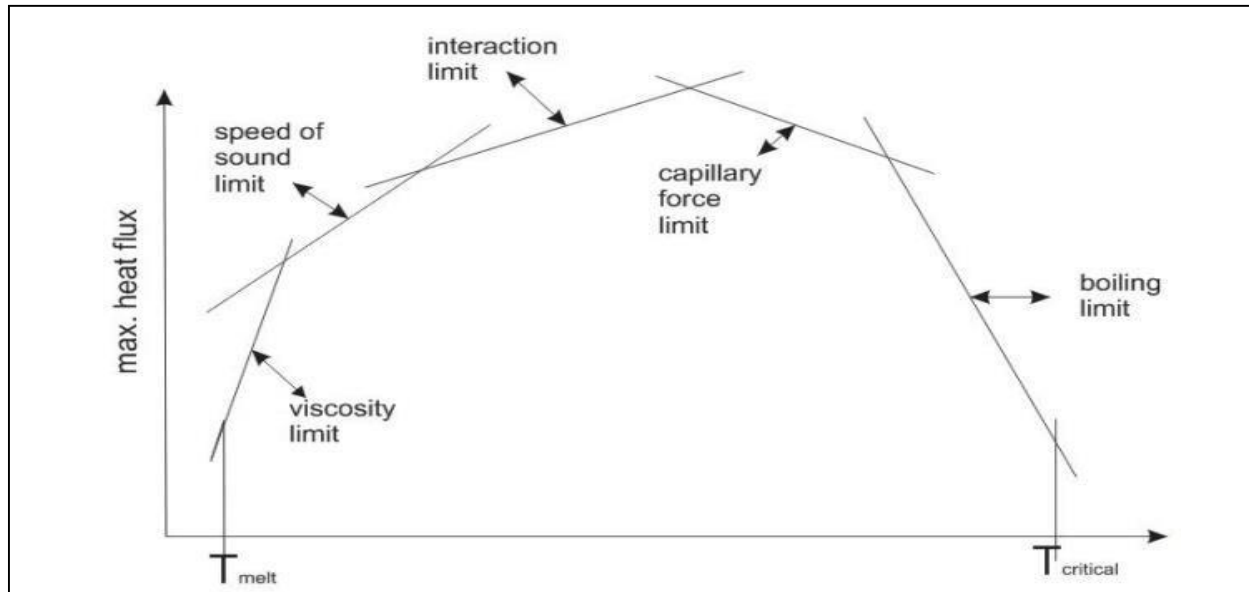 interaction
limit
speed of
sound
limit
capillary
force
limit
max. heat flux
boiling
limit
viscosity
limit
T melt
T critical